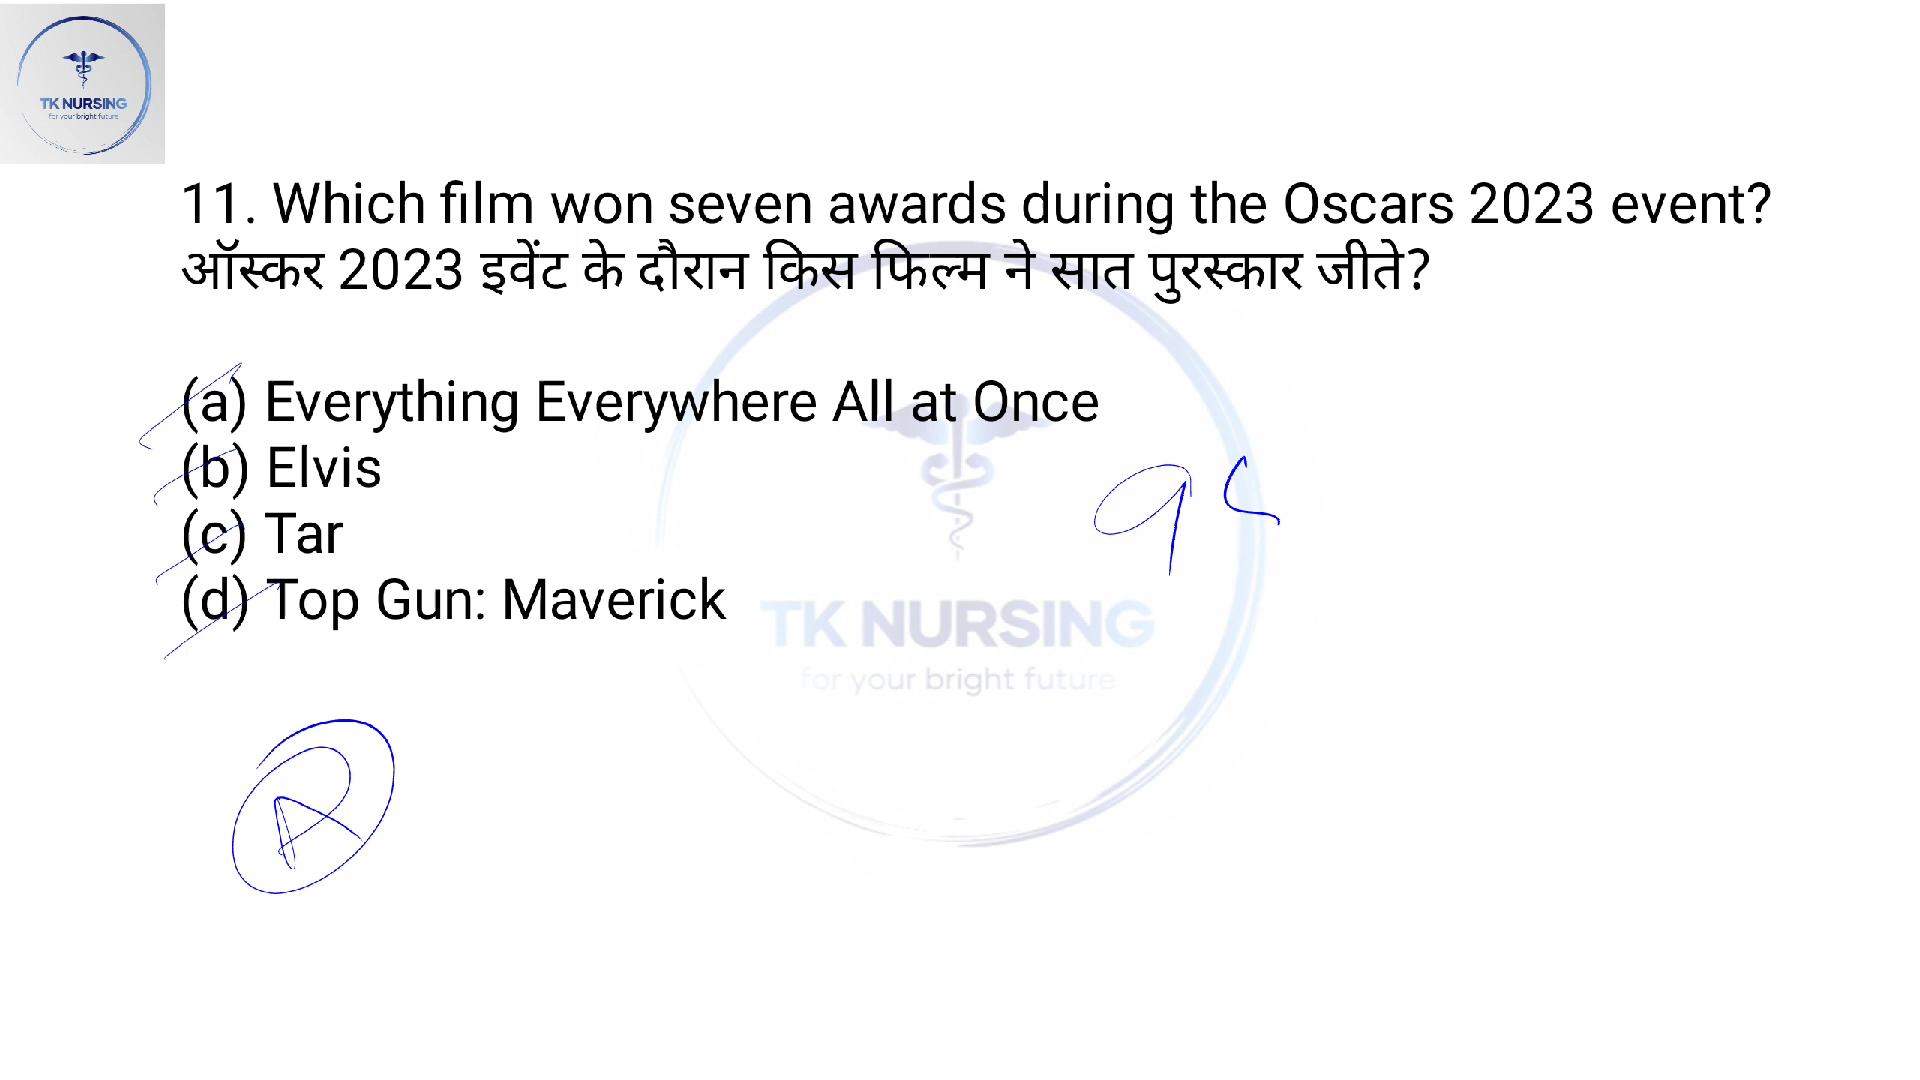 TK NURSING
for your bright future
11. Which film won seven awards during the Oscars 2023 event?
ऑस्कर 2023 इवेंट के दौरान किस फिल्म ने सात पुरस्कार जीते?
(a) Everything Everywhere All at Once
(b) Elvis
(c) Tar
(d) Top Gun: Maverick
TK NURSING
for your bright future
A